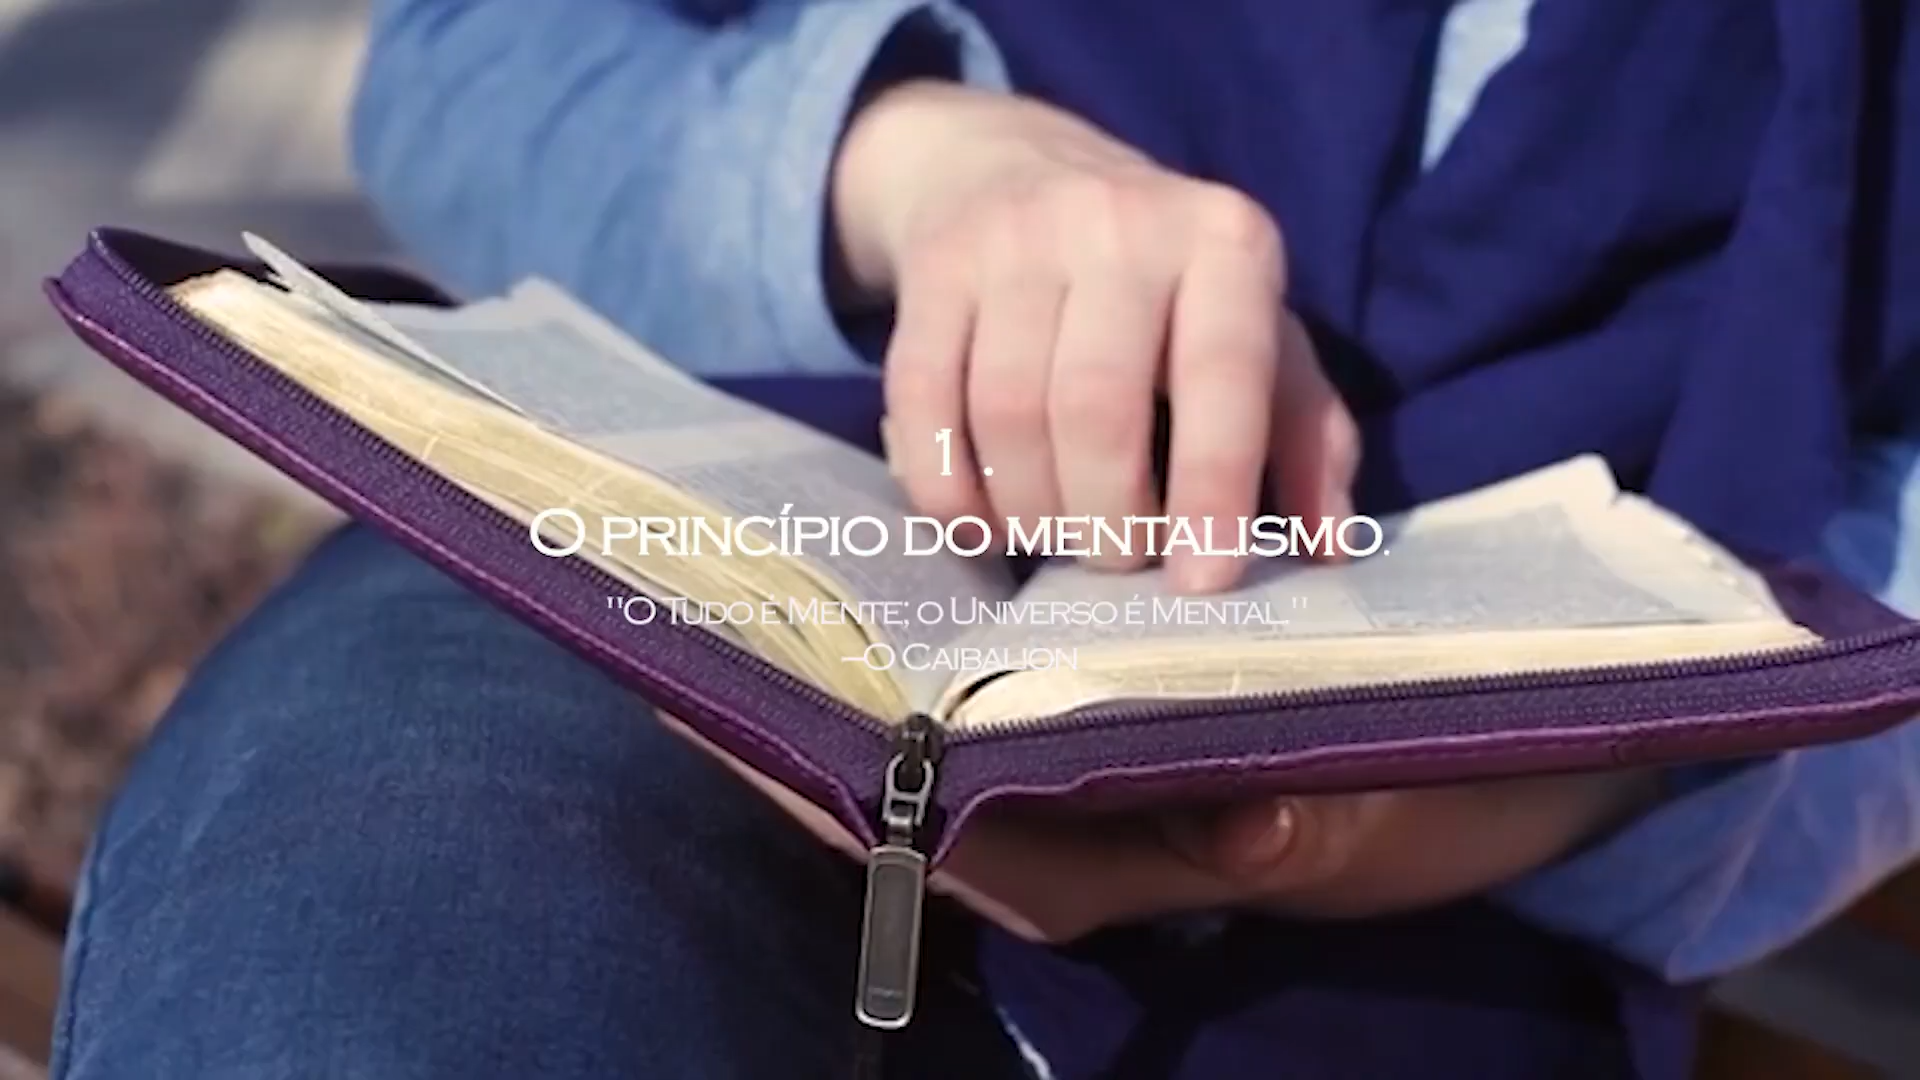 1.
O PRINCÍPIO DO MENTALISMO.
"O TUDO É MENTE; O UNIVERSO É MENTAL."
—O CAIBALION